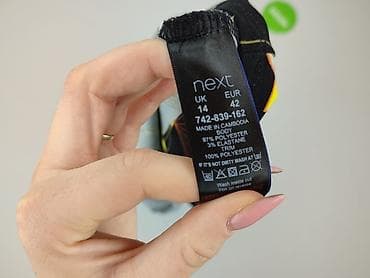 next
UK EUR
14 42
742-839-162
MADE IN CAMBODIA
BODY
97% POLYESTER
3% ELASTANE
TRIM
100% POLYESTER
IF IT'S NOT DIRTY WASH AT 30
Wash inside out